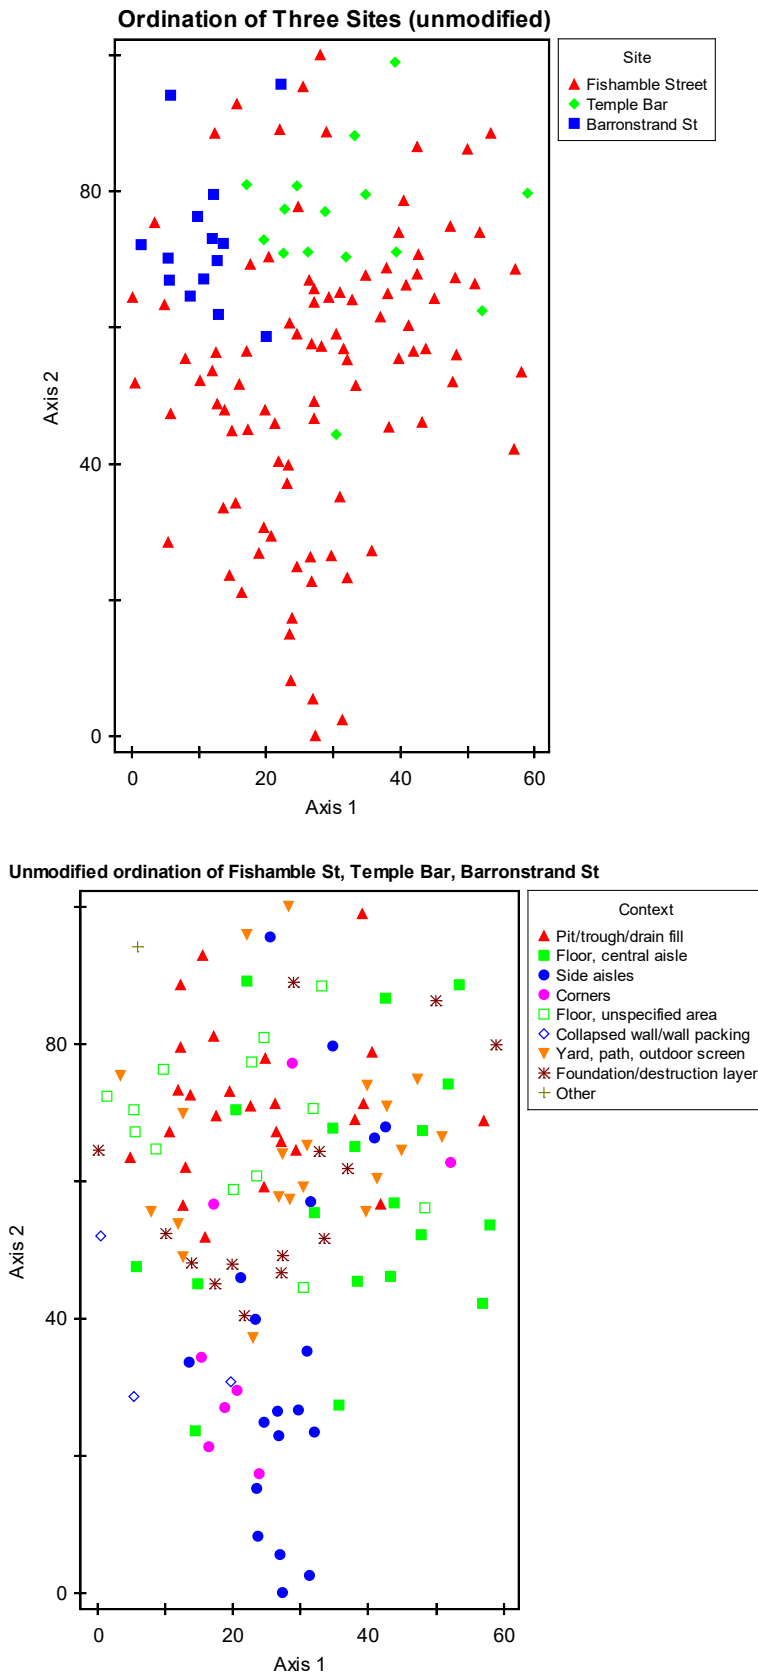 Ordination of Three Sites (unmodified)
Site
Fishamble Street
Temple Bar
Barronstrand St
80
40
0
Axis 2
0 20 40 60
Axis 1
Unmodified ordination of Fishamble St, Temple Bar, Barronstrand St
Context
Pit/trough/drain fill
Floor, central aisle
Side aisles
Corners
Floor, unspecified area
Collapsed wall/wall packing
Yard, path, outdoor screen
Foundation/destruction layer
Other
80
40
0
Axis 2
0 20 40 60
Axis 1